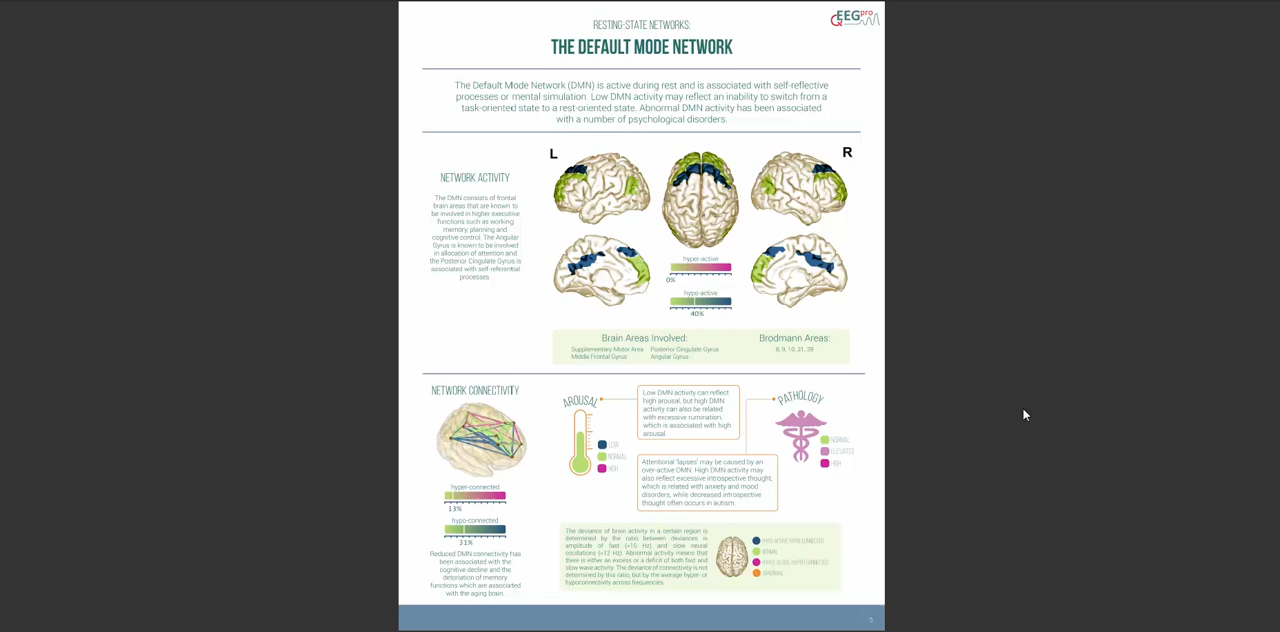 QEEG pro
RESTING-STATE NETWORKS:
THE DEFAULT MODE NETWORK
The Default Mode Network (DMN) is active during rest and is associated with self-reflective
processes or mental simulation. Low DMN activity may reflect an inability to switch from a
task-oriented state to a rest-oriented state. Abnormal DMN activity has been associated
with a number of psychological disorders.
L
R
NETWORK ACTIVITY
The DMN consists of frontal
brain areas that are known to
be involved in higher executive
functions such as working
memory, planning and
cognitive control. The Angular
Gyrus is known to be involved
in allocation of attention and
the Posterior Cingulate Gyrus is
associated with self-referential
processes
hyper-active
0%
hypo-active
40%
Brain Areas Involved:
Supplementary Motor Area
Middle Frontal Gyrus
Posterior Cingulate Gyrus
Angular Gyrus
Brodmann Areas:
8, 9, 10, 31, 39
NETWORK CONNECTIVITY
hyper-connected
13%
hypo-connected
31%
Reduced DMN connectivity has
been associated with the
cognitive decline and the
detoriation of memory
functions which are associated
with the aging brain.
AROUSAL
LOW
NORMAL
HIGH
Low DMN activity can reflect
high arousal, but high DMN
activity can also be related
with excessive rumination,
which is associated with high
arousal.
PATHOLOGY
NORMAL
ELEVATED
HIGH
Attentional 'lapses' may be caused by an
over-active DMN. High DMN activity may
also reflect excessive introspective thought,
which is related with anxiety and mood
disorders, while decreased introspective
thought often occurs in autism.
The deviance of brain activity in a certain region is
determined by the ratio between deviances in
amplitude of fast (>15 Hz) and slow neural
oscillations (<12 Hz). Abnormal activity means that
there is either an excess or a deficit of both fast and
slow wave activity. The deviance of connectivity is not
determined by this ratio, but by the average hyper- or
hypoconnectivity across frequencies.
HYPO-ACTIVE/HYPO-CONNECTED
NORMAL
HYPER-ACTIVE/HYPER-CONNECTED
ABNORMAL